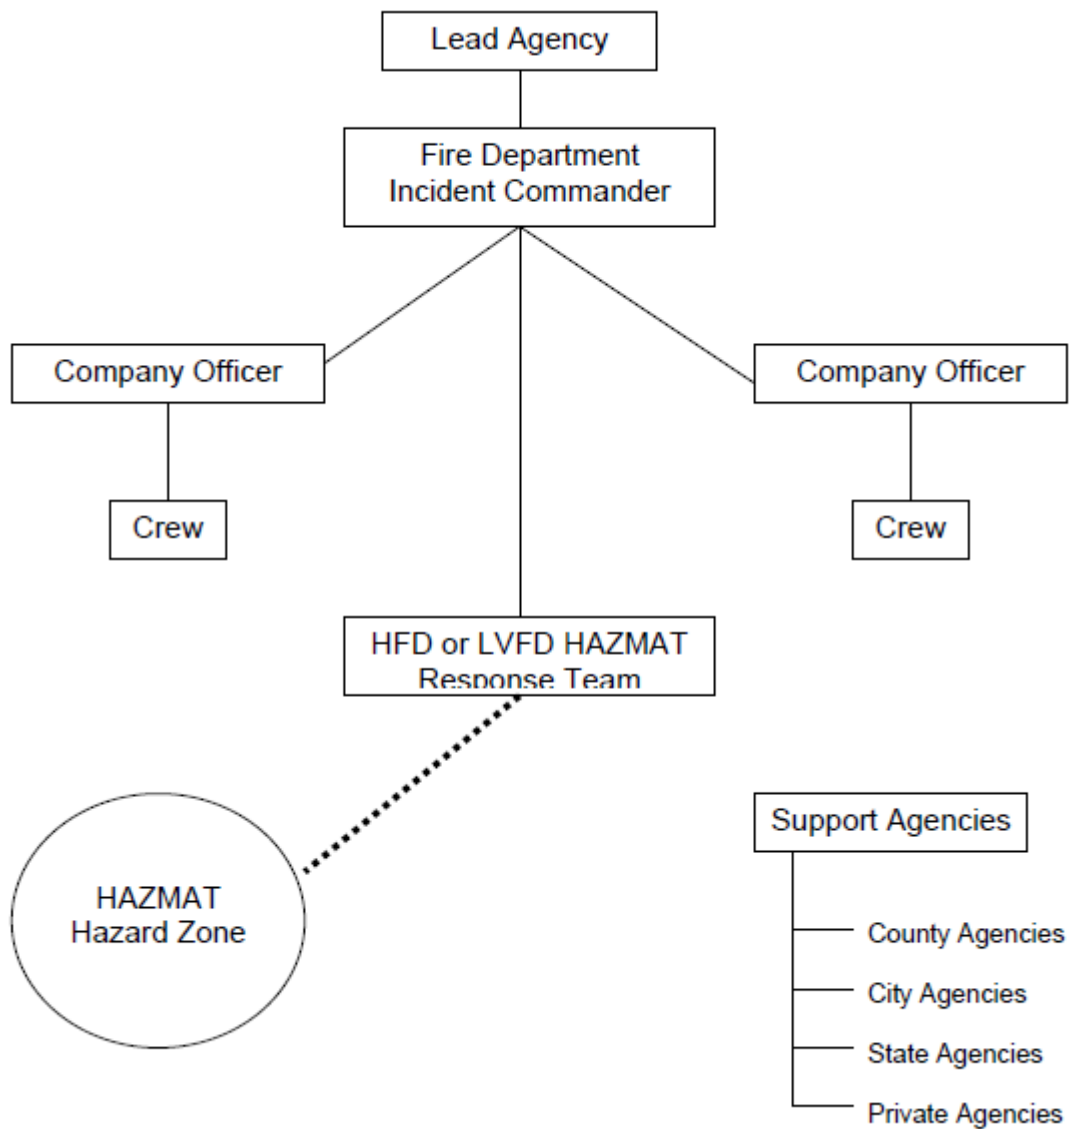 Lead Agency
Fire Department
Incident Commander
Company Officer
Company Officer
Crew
Crew
HFD or LVFD HAZMAT
Response Team
HAZMAT
Hazard Zone
Support Agencies
County Agencies
City Agencies
State Agencies
Private Agencies